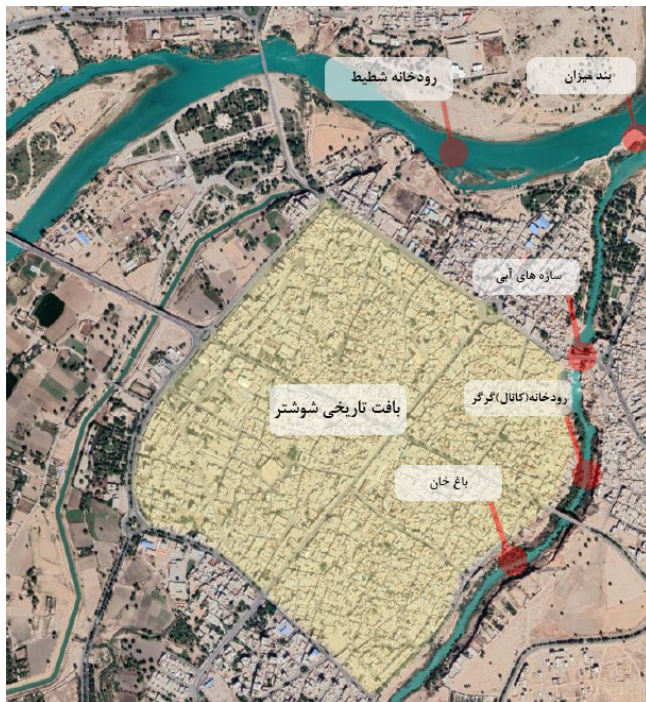 بند میزان
رودخانه شطیط
سازه های آبی
رودخانه(کانال)گرگر
بافت تاریخی شوشتر
باغ خان